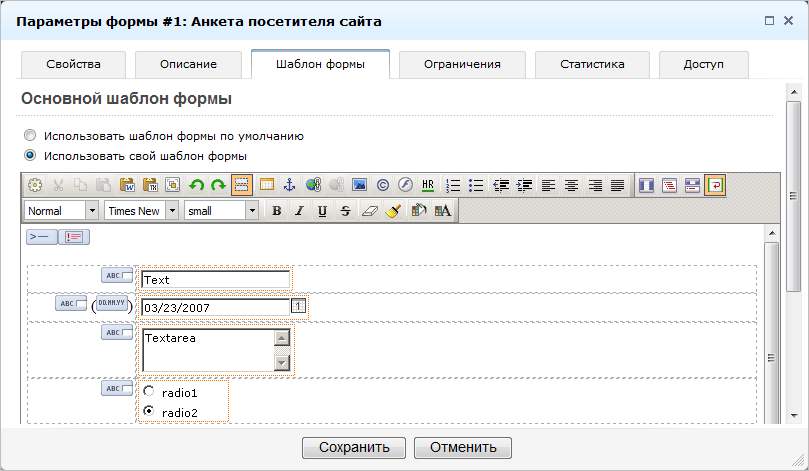 Параметры формы #1: Анкета посетителя сайта
Свойства Описание Шаблон формы Ограничения Статистика Доступ
Основной шаблон формы
Использовать шаблон формы по умолчанию
Использовать свой шаблон формы
HR
Normal Times New small B I U S A
ABC Text
ABC (DD.MM.YY) 03/23/2007 1
ABC Textarea
ABC radio1
radio2
Сохранить Отменить